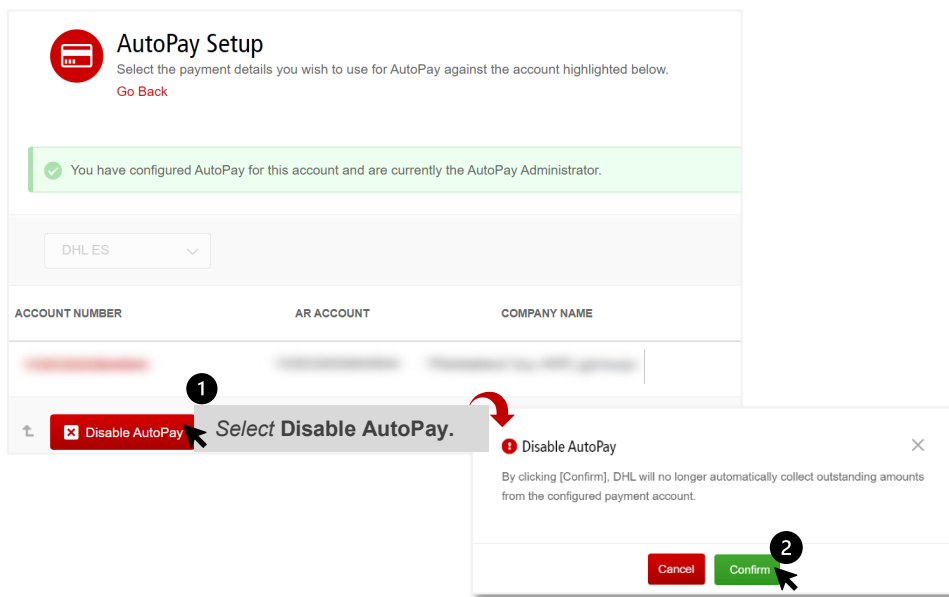 AutoPay Setup
Select the payment details you wish to use for AutoPay against the account highlighted below.
Go Back
You have configured AutoPay for this account and are currently the AutoPay Administrator.
DHL ES
ACCOUNT NUMBER AR ACCOUNT COMPANY NAME
1
Disable AutoPay
Select Disable AutoPay.
Disable AutoPay
By clicking [Confirm], DHL will no longer automatically collect outstanding amounts
from the configured payment account.
2
Cancel Confirm